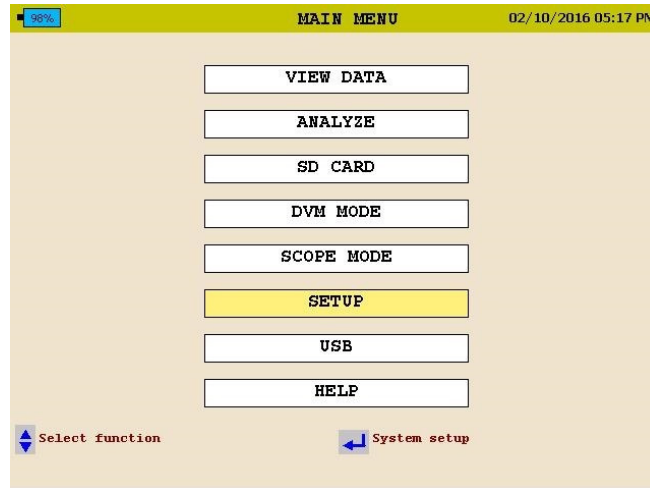 98% MAIN MENU 02/10/2016 05:17 PM
VIEW DATA
ANALYZE
SD CARD
DVM MODE
SCOPE MODE
SETUP
USB
HELP
Select function System setup